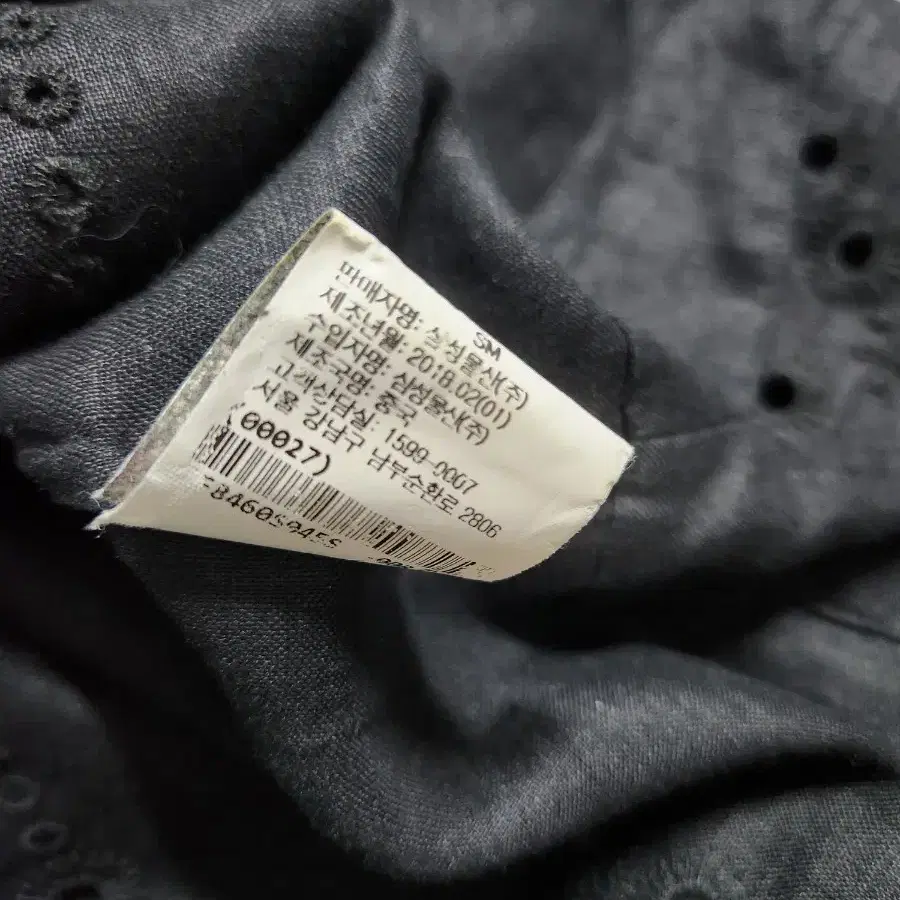 SM
판매자명: 삼성물산(주)
제조년월: 2018.02(01)
수입자명: 삼성물산(주)
제조국명: 중국
고객상담실: 1599-0007
서울 강남구 남부순환로 2806
00027)